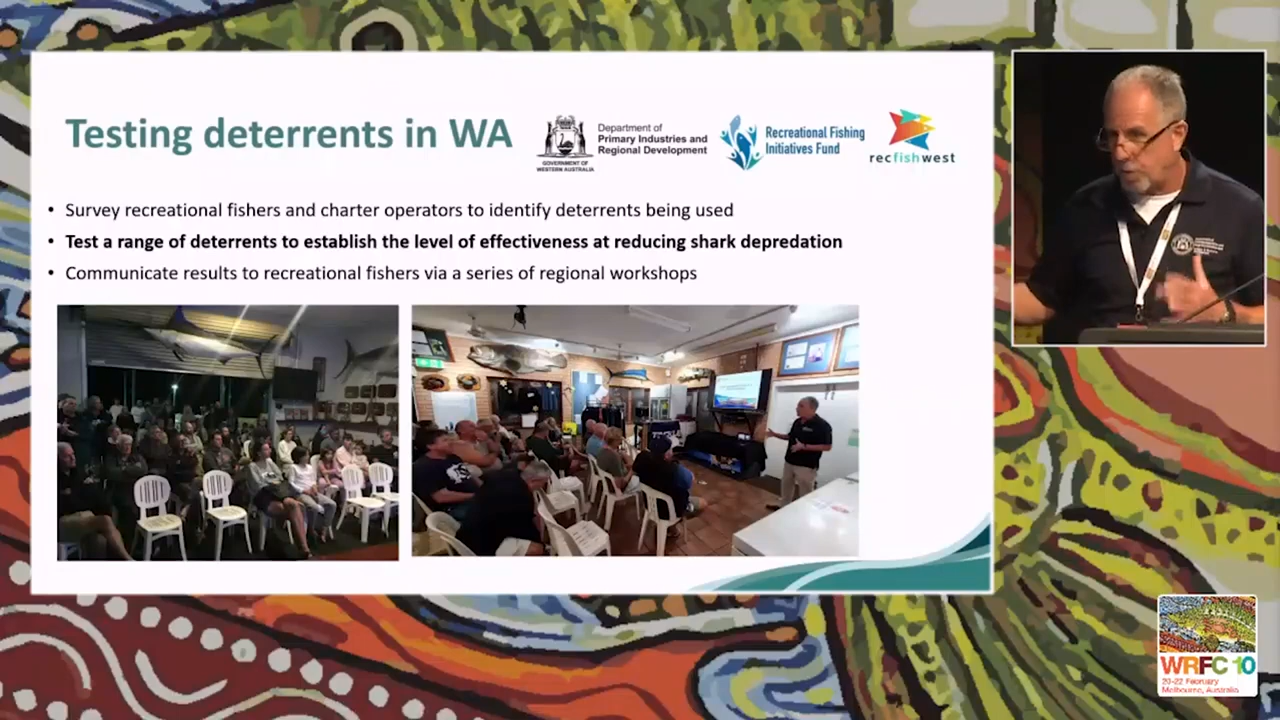 Testing deterrents in WA
GOVERNMENT OF
WESTERN AUSTRALIA
Department of
Primary Industries and
Regional Development
Recreational Fishing
Initiatives Fund
recfishwest
• Survey recreational fishers and charter operators to identify deterrents being used
• Test a range of deterrents to establish the level of effectiveness at reducing shark depredation
• Communicate results to recreational fishers via a series of regional workshops
WRFC 10
20-22 February
Melbourne, Australia